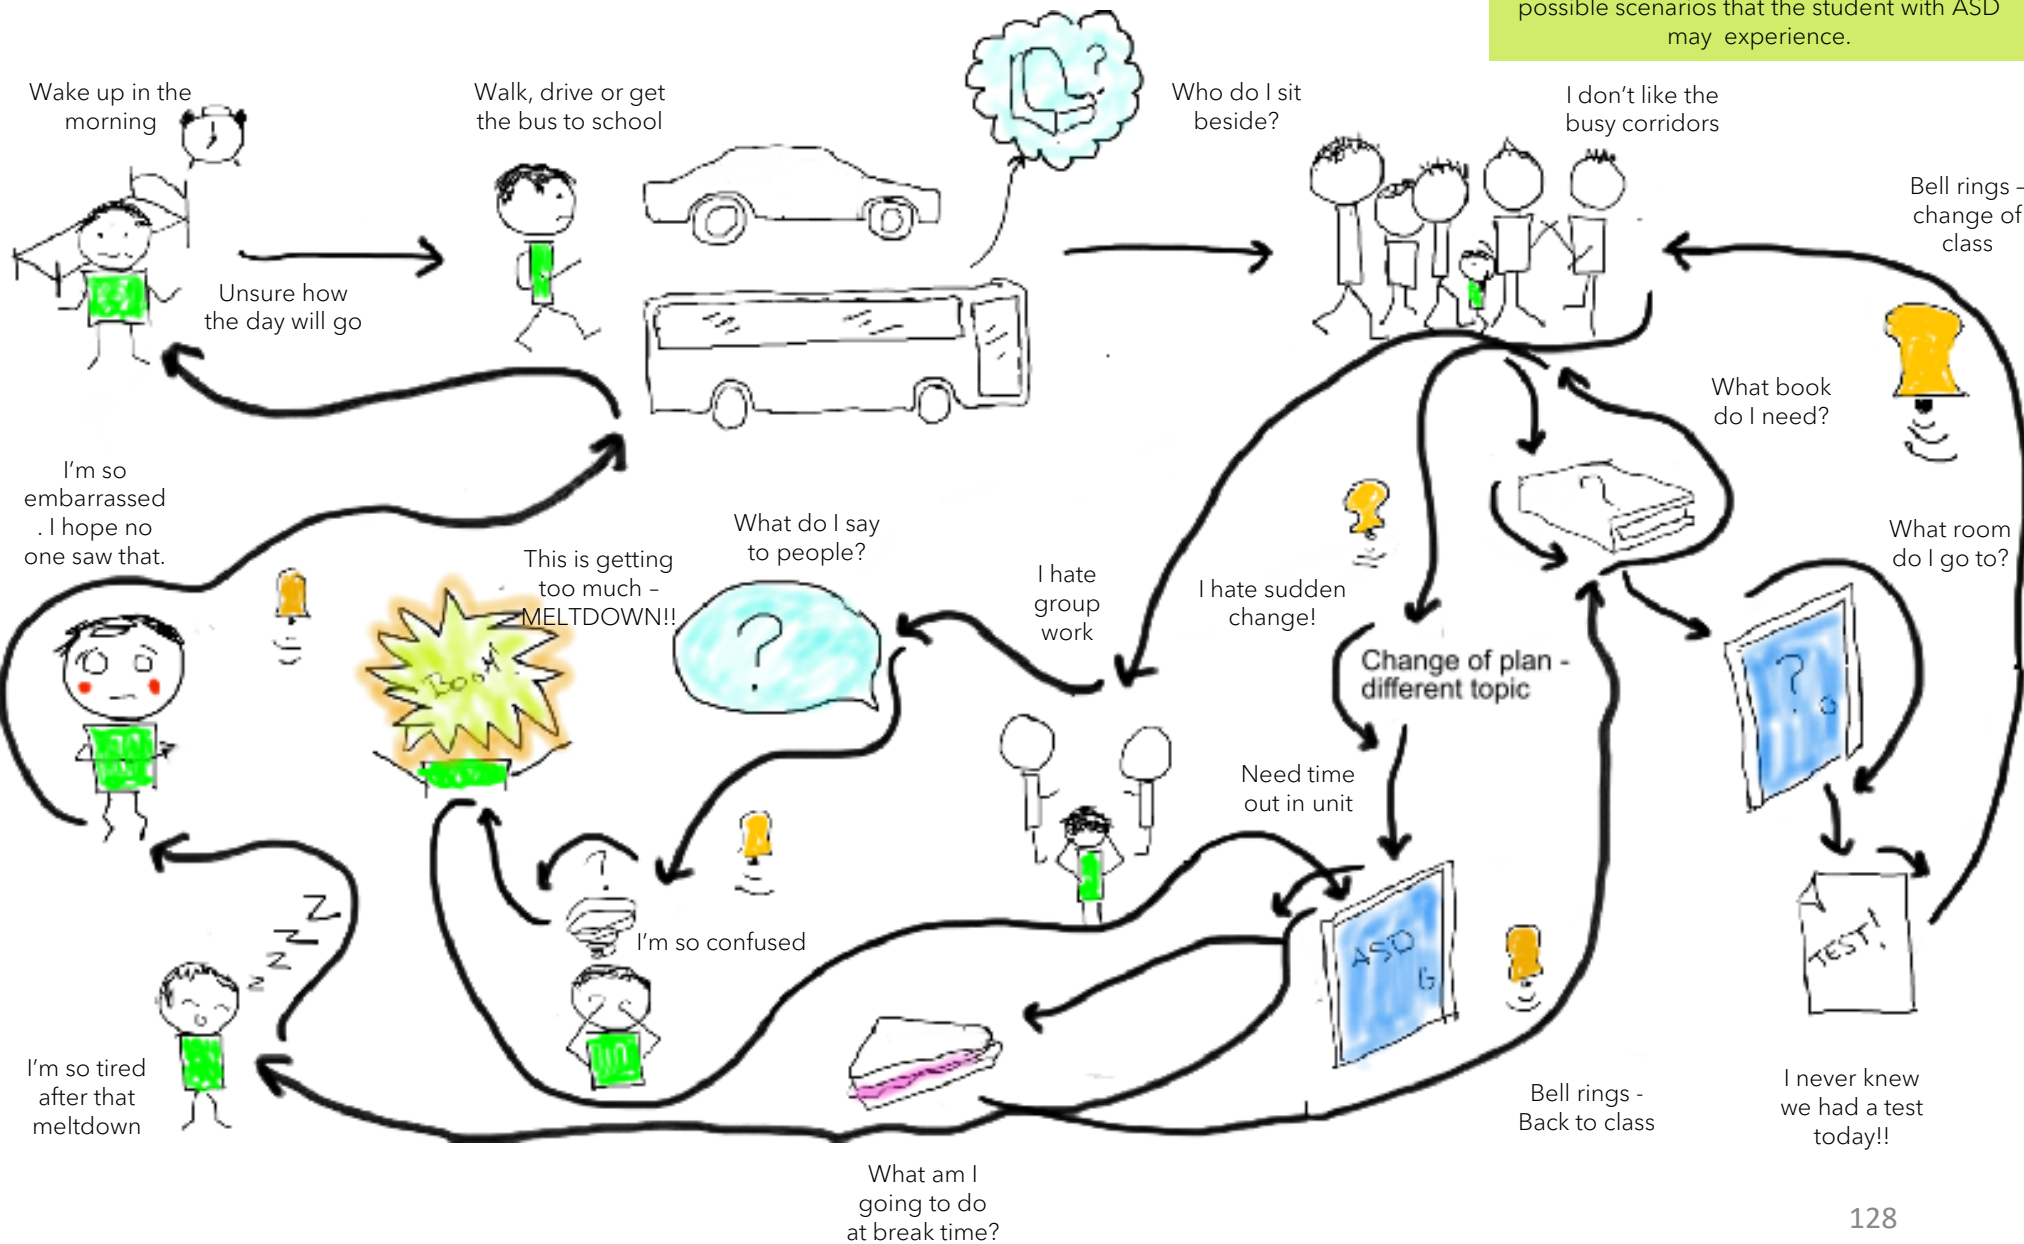 possible scenarios that the student with ASD
may experience.
Wake up in the
morning
Unsure how
the day will go
Walk, drive or get
the bus to school
?
Who do I sit
beside?
I don't like the
busy corridors
Bell rings –
change of
class
What book
do I need?
?
What room
do I go to?
?
I never knew
we had a test
today!!
TEST!
I hate sudden
change!
Change of plan -
different topic
Need time
out in unit
ASD
Bell rings -
Back to class
I hate
group
work
What do I say
to people?
?
I'm so confused
?
This is getting
too much –
MELTDOWN!!
BOOM!
What am I
going to do
at break time?
I'm so tired
after that
meltdown
z z z Z
I'm so
embarrassed
. I hope no
one saw that.
128